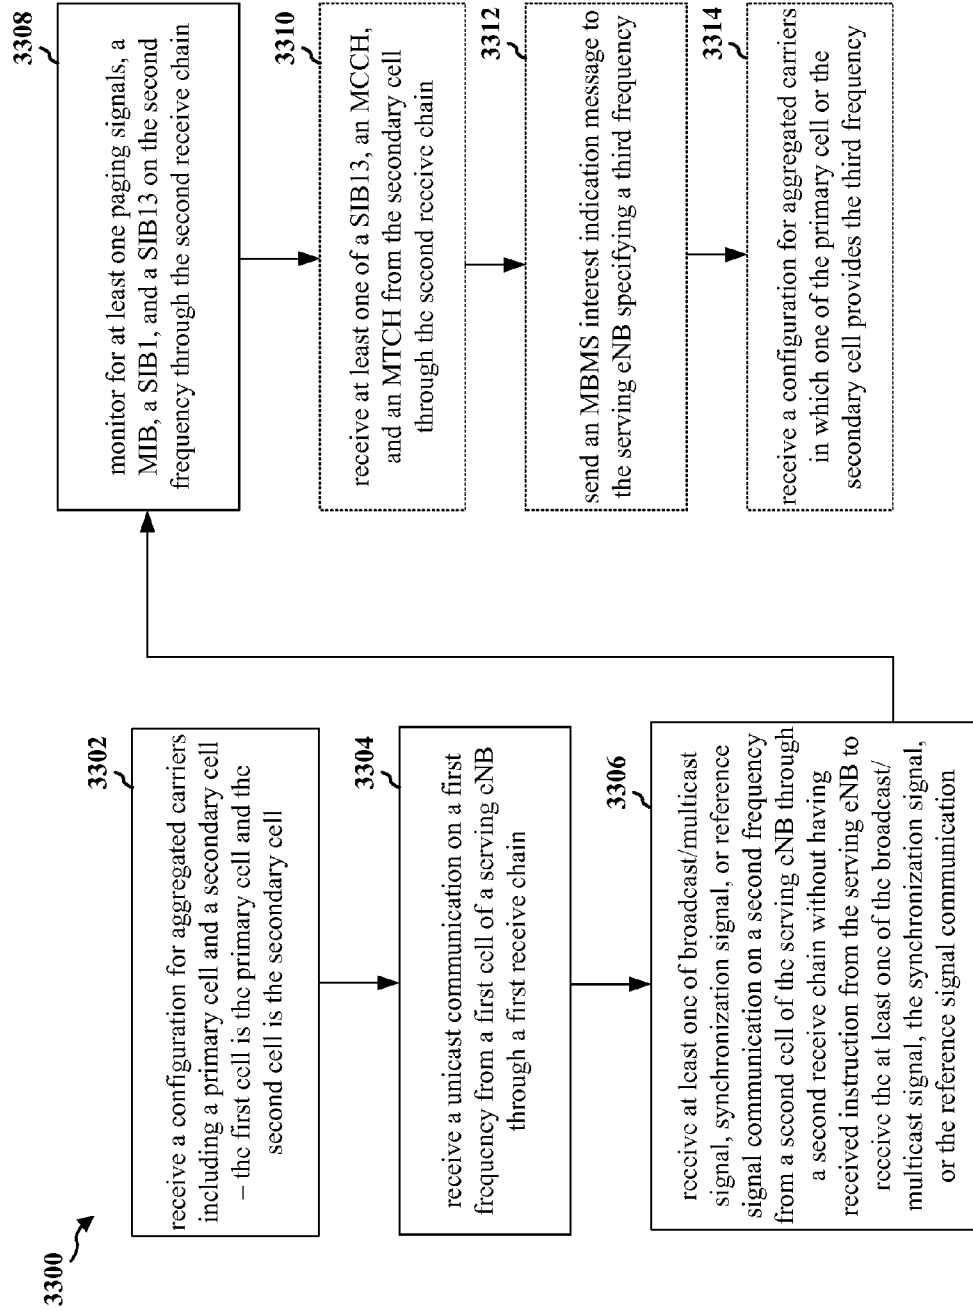 3300
3302
receive a configuration for aggregated carriers
including a primary cell and a secondary cell
– the first cell is the primary cell and the
second cell is the secondary cell
3304
receive a unicast communication on a first
frequency from a first cell of a serving eNB
through a first receive chain
3306
receive at least one of broadcast/multicast
signal, synchronization signal, or reference
signal communication on a second frequency
from a second cell of the serving eNB through
a second receive chain without having
received instruction from the serving eNB to
receive the at least one of the broadcast/
multicast signal, the synchronization signal,
or the reference signal communication
3308
monitor for at least one paging signals, a
MIB, a SIB1, and a SIB13 on the second
frequency through the second receive chain
3310
receive at least one of a SIB13, an MCCH,
and an MTCH from the secondary cell
through the second receive chain
3312
send an MBMS interest indication message to
the serving eNB specifying a third frequency
3314
receive a configuration for aggregated carriers
in which one of the primary cell or the
secondary cell provides the third frequency